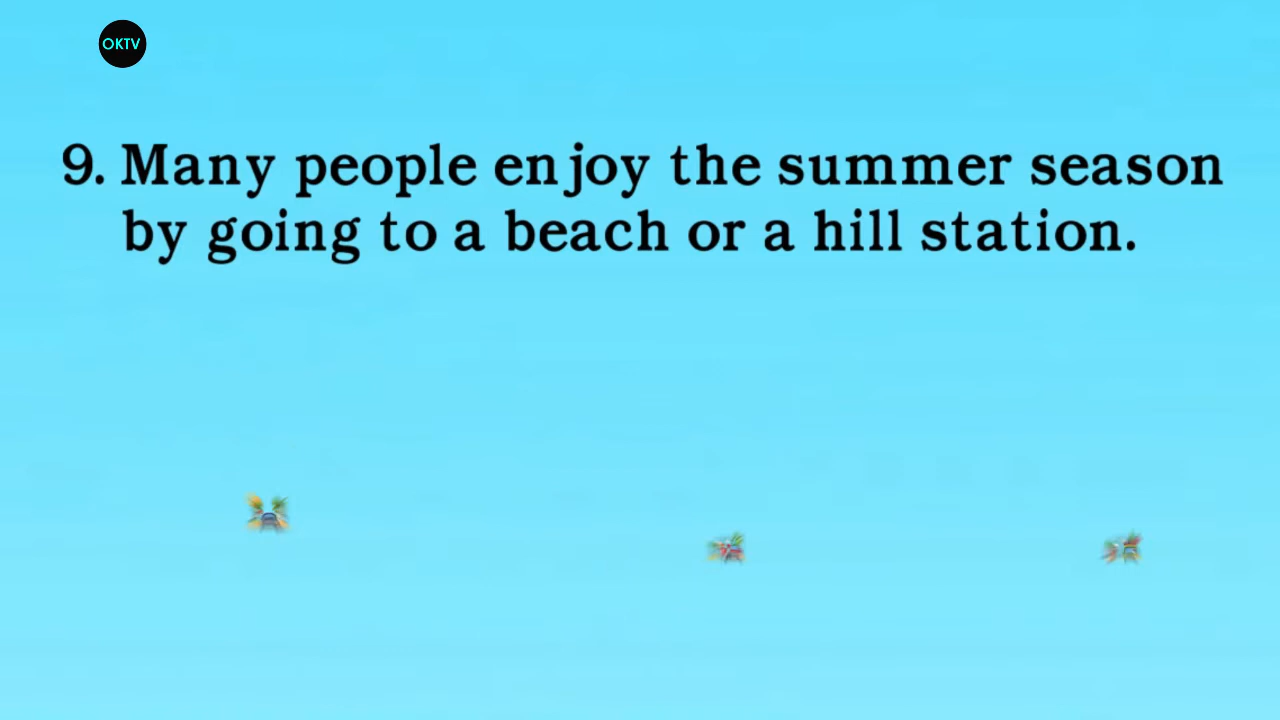 OKTV
9. Many people enjoy the summer season
by going to a beach or a hill station.